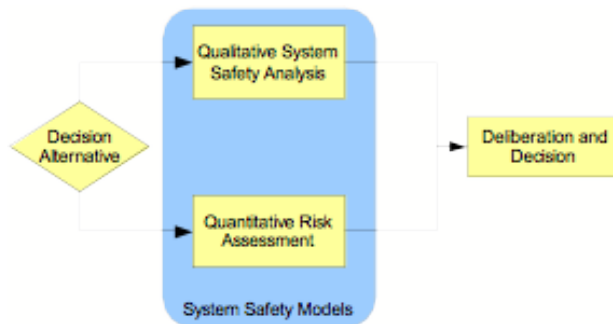 Qualitative System
Safety Analysis
Decision
Alternative
Deliberation and
Decision
Quantitative Risk
Assessment
System Safety Models